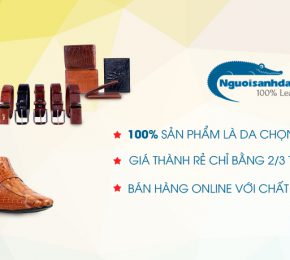 Nguoisanhda
100% Lea
100% SẢN PHẨM LÀ DA CHỌN
GIÁ THÀNH RẺ CHỈ BẰNG 2/3 T
BÁN HÀNG ONLINE VỚI CHẤT